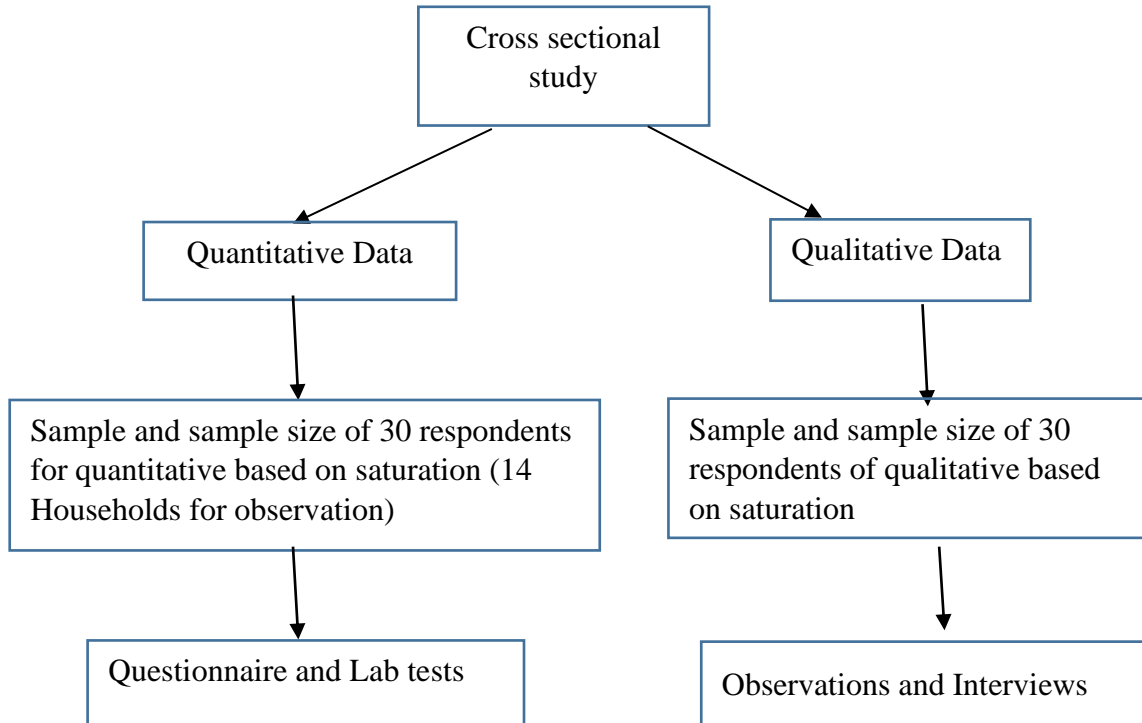 Cross sectional
study
Quantitative Data
Qualitative Data
Sample and sample size of 30 respondents
for quantitative based on saturation (14
Households for observation)
Sample and sample size of 30
respondents of qualitative based
on saturation
Questionnaire and Lab tests
Observations and Interviews